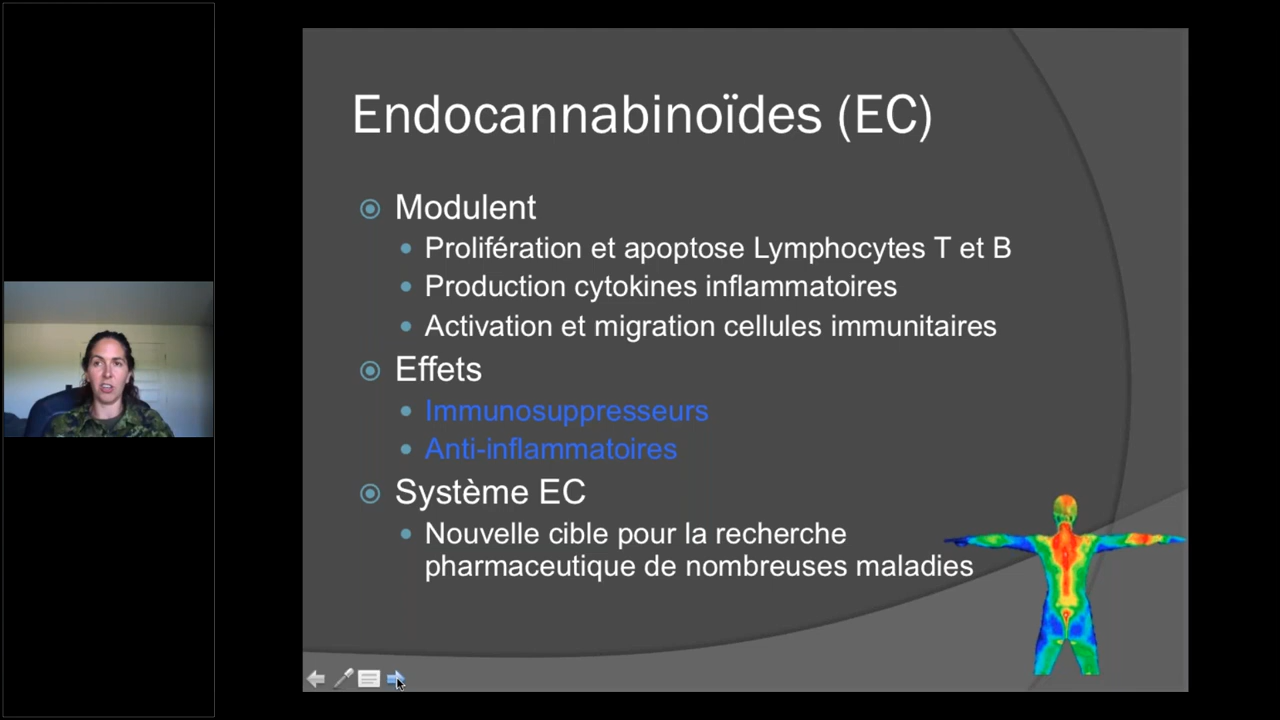 Endocannabinoïdes (EC)
Modulent
Prolifération et apoptose Lymphocytes T et B
Production cytokines inflammatoires
Activation et migration cellules immunitaires
Effets
Immunosuppresseurs
Anti-inflammatoires
Système EC
Nouvelle cible pour la recherche
pharmaceutique de nombreuses maladies